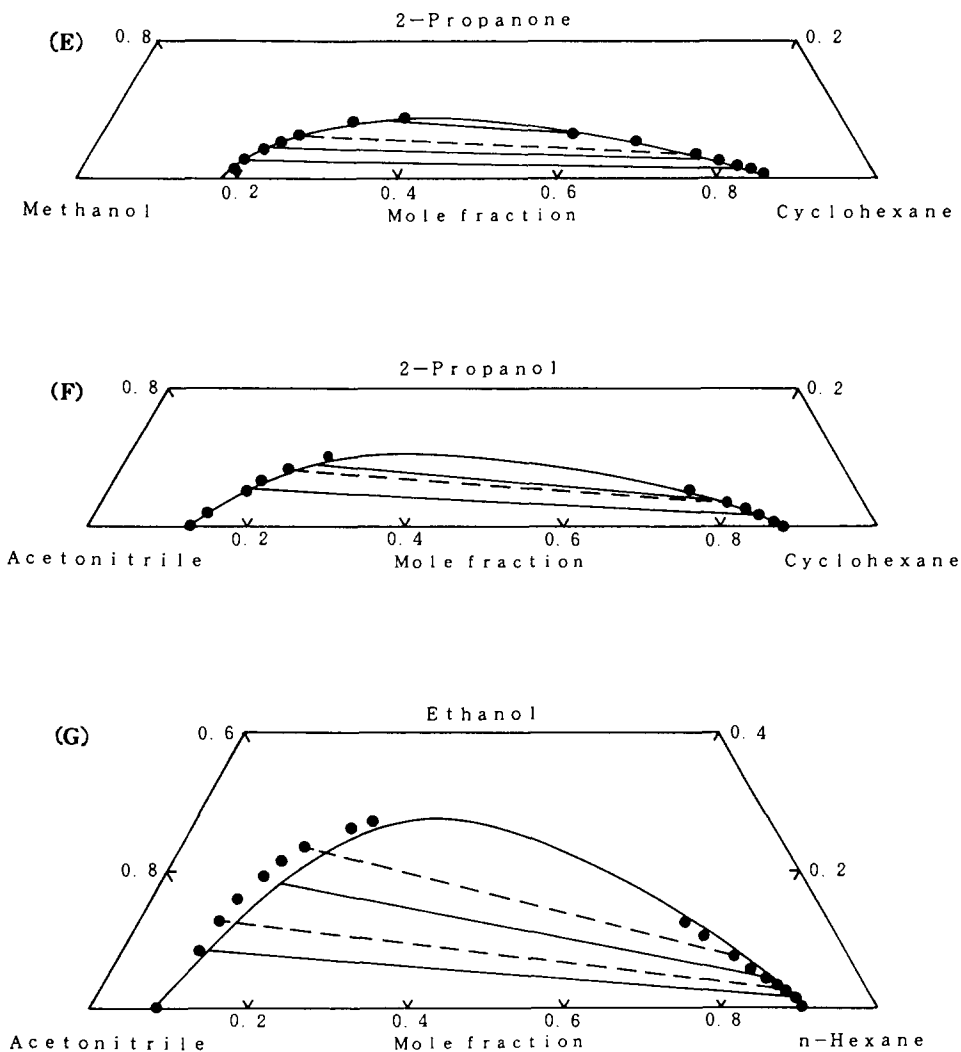 (E)
2-Propanone
0.8
0.2
0.2 0.4 0.6 0.8
Methanol Mole fraction Cyclohexane
(F)
2-Propanol
0.8
0.2
0.2 0.4 0.6 0.8
Acetonitrile Mole fraction Cyclohexane
(G)
Ethanol
0.6
0.4
0.8
0.2
0.2 0.4 0.6 0.8
Acetonitrile Mole fraction n-Hexane